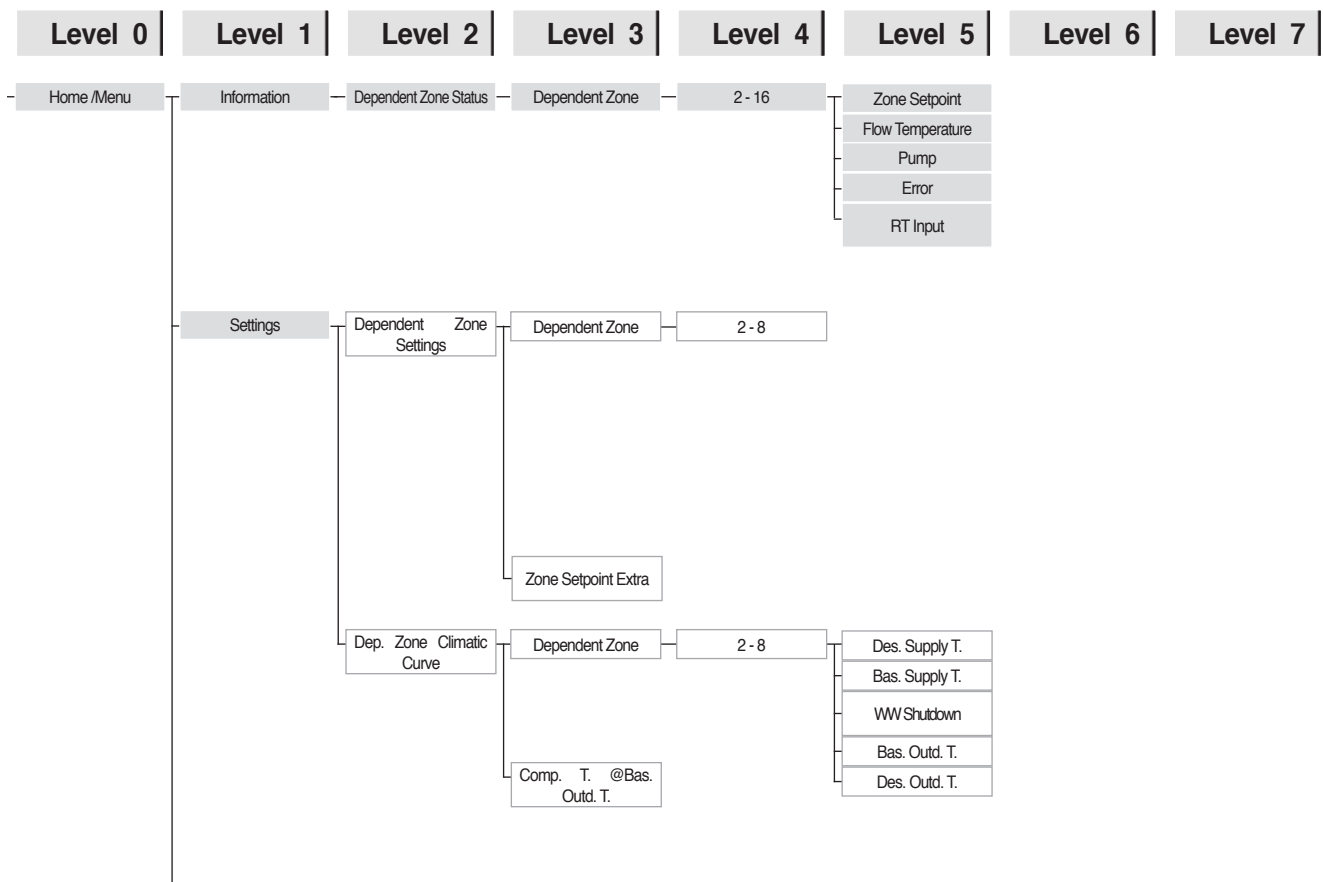 Level 0 Level 1 Level 2 Level 3 Level 4 Level 5 Level 6 Level 7
Home /Menu Information Dependent Zone Status Dependent Zone 2 - 16 Zone Setpoint
Flow Temperature
Pump
Error
RT Input
Settings Dependent Zone Settings Dependent Zone 2 - 8
Zone Setpoint Extra
Dep. Zone Climatic Curve Dependent Zone 2 - 8 Des. Supply T.
Bas. Supply T.
WW Shutdown
Bas. Outd. T.
Des. Outd. T.
Comp. T. @Bas.
Outd. T.